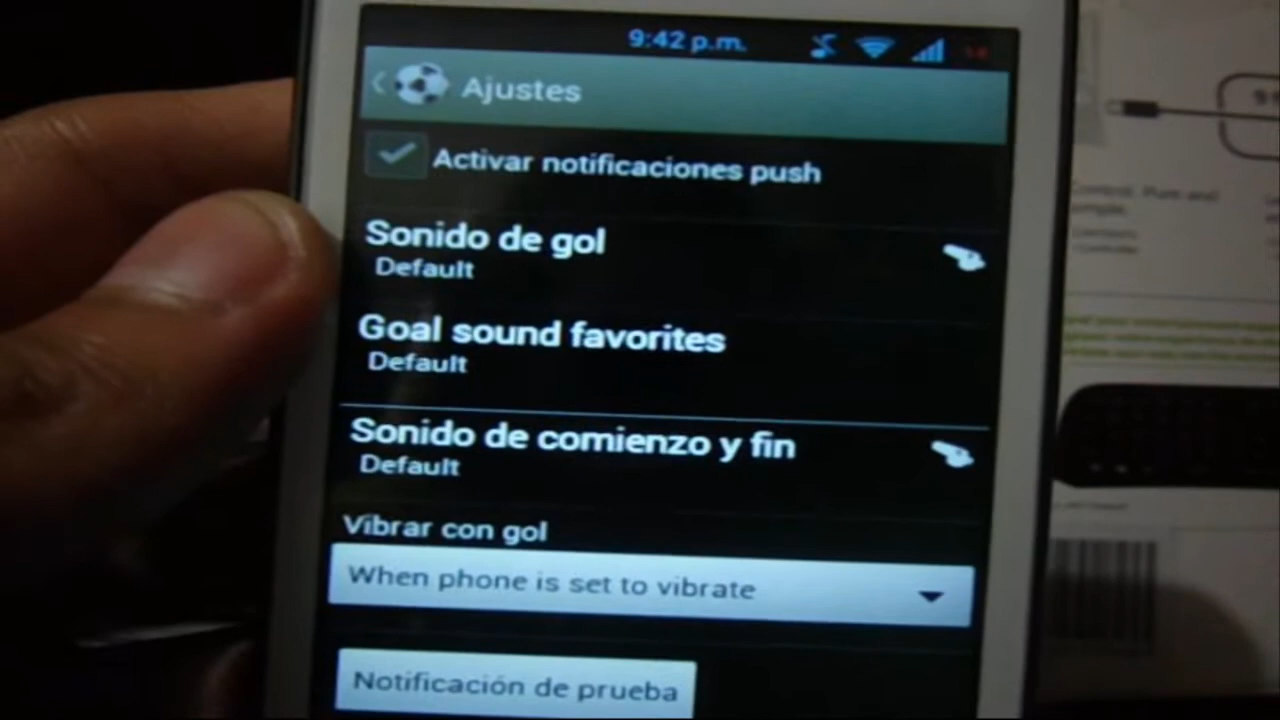 9:42 p.m.
Ajustes
Activar notificaciones push
Sonido de gol
Default
Goal sound favorites
Default
Sonido de comienzo y fin
Default
Vibrar con gol
When phone is set to vibrate
Notificación de prueba